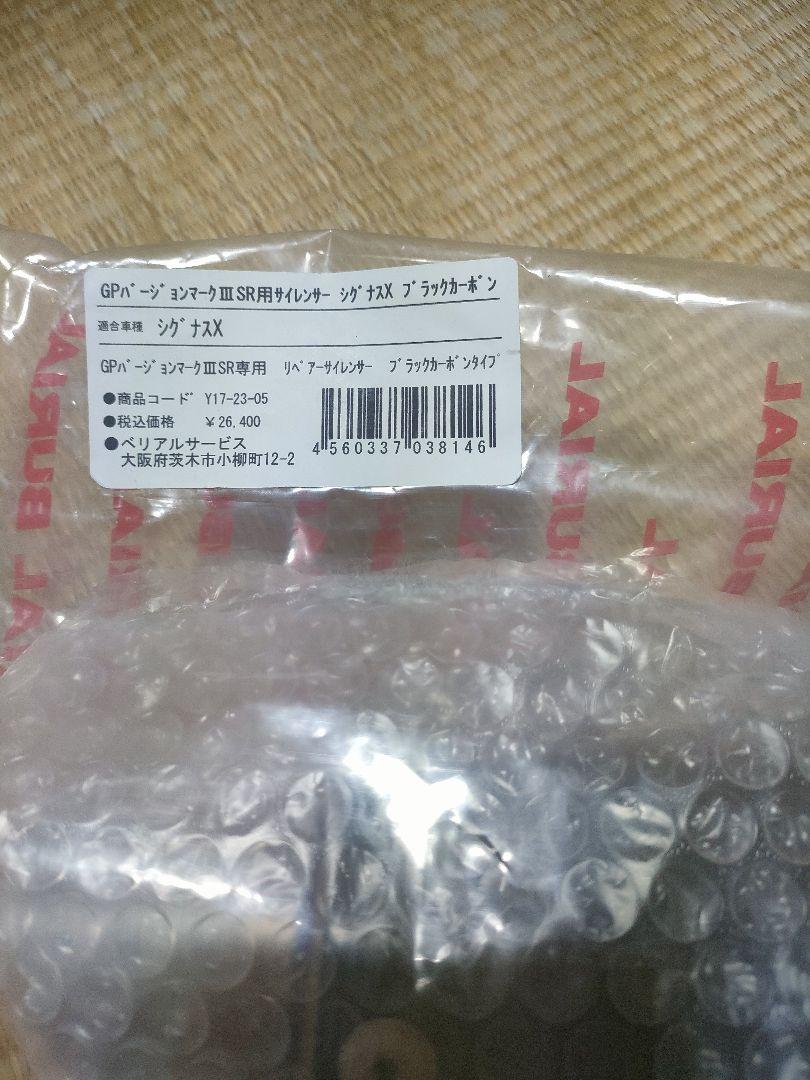 GPﾊﾞｰｼﾞｮﾝマークⅢSR用ｻｲﾚﾝｻｰ ｼｸﾞﾅｽX ﾌﾞﾗｯｸｶｰﾎﾞﾝ
適合車種 ｼｸﾞﾅｽX
GPﾊﾞｰｼﾞｮﾝマークⅢSR専用 ﾘﾍﾟｱｰｻｲﾚﾝｻｰ ﾌﾞﾗｯｸｶｰﾎﾞﾝﾀｲﾌﾟ
●商品コード Y17-23-05
●税込価格 ￥26,400
●ベリアルサービス
大阪府茨木市小柳町12-2
4 560337 038146
BURIAL
BURIAL
BURIAL